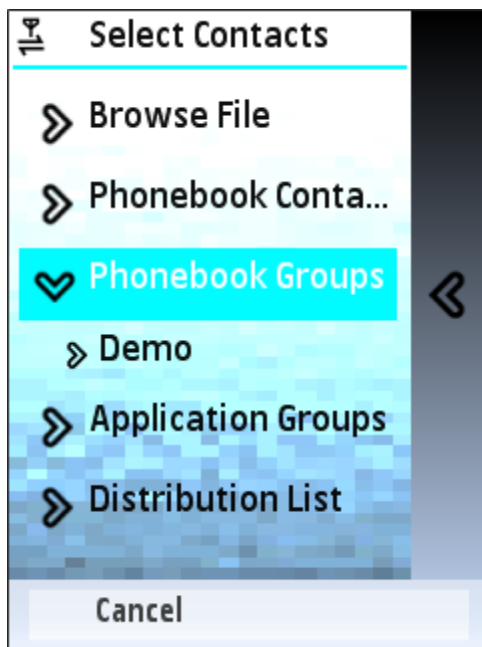 Select Contacts
Browse File
Phonebook Conta...
Phonebook Groups
Demo
Application Groups
Distribution List
Cancel